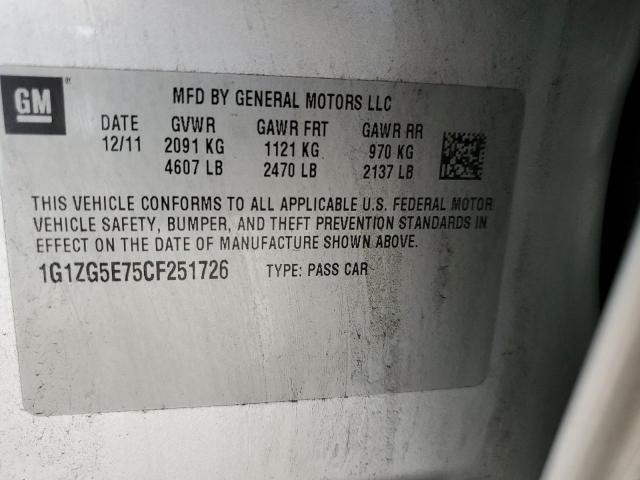 GM
MFD BY GENERAL MOTORS LLC
DATE GVWR GAWR FRT GAWR RR
12/11 2091 KG 1121 KG 970 KG
4607 LB 2470 LB 2137 LB
THIS VEHICLE CONFORMS TO ALL APPLICABLE U.S. FEDERAL MOTOR
VEHICLE SAFETY, BUMPER, AND THEFT PREVENTION STANDARDS IN
EFFECT ON THE DATE OF MANUFACTURE SHOWN ABOVE.
1G1ZG5E75CF251726 TYPE: PASS CAR